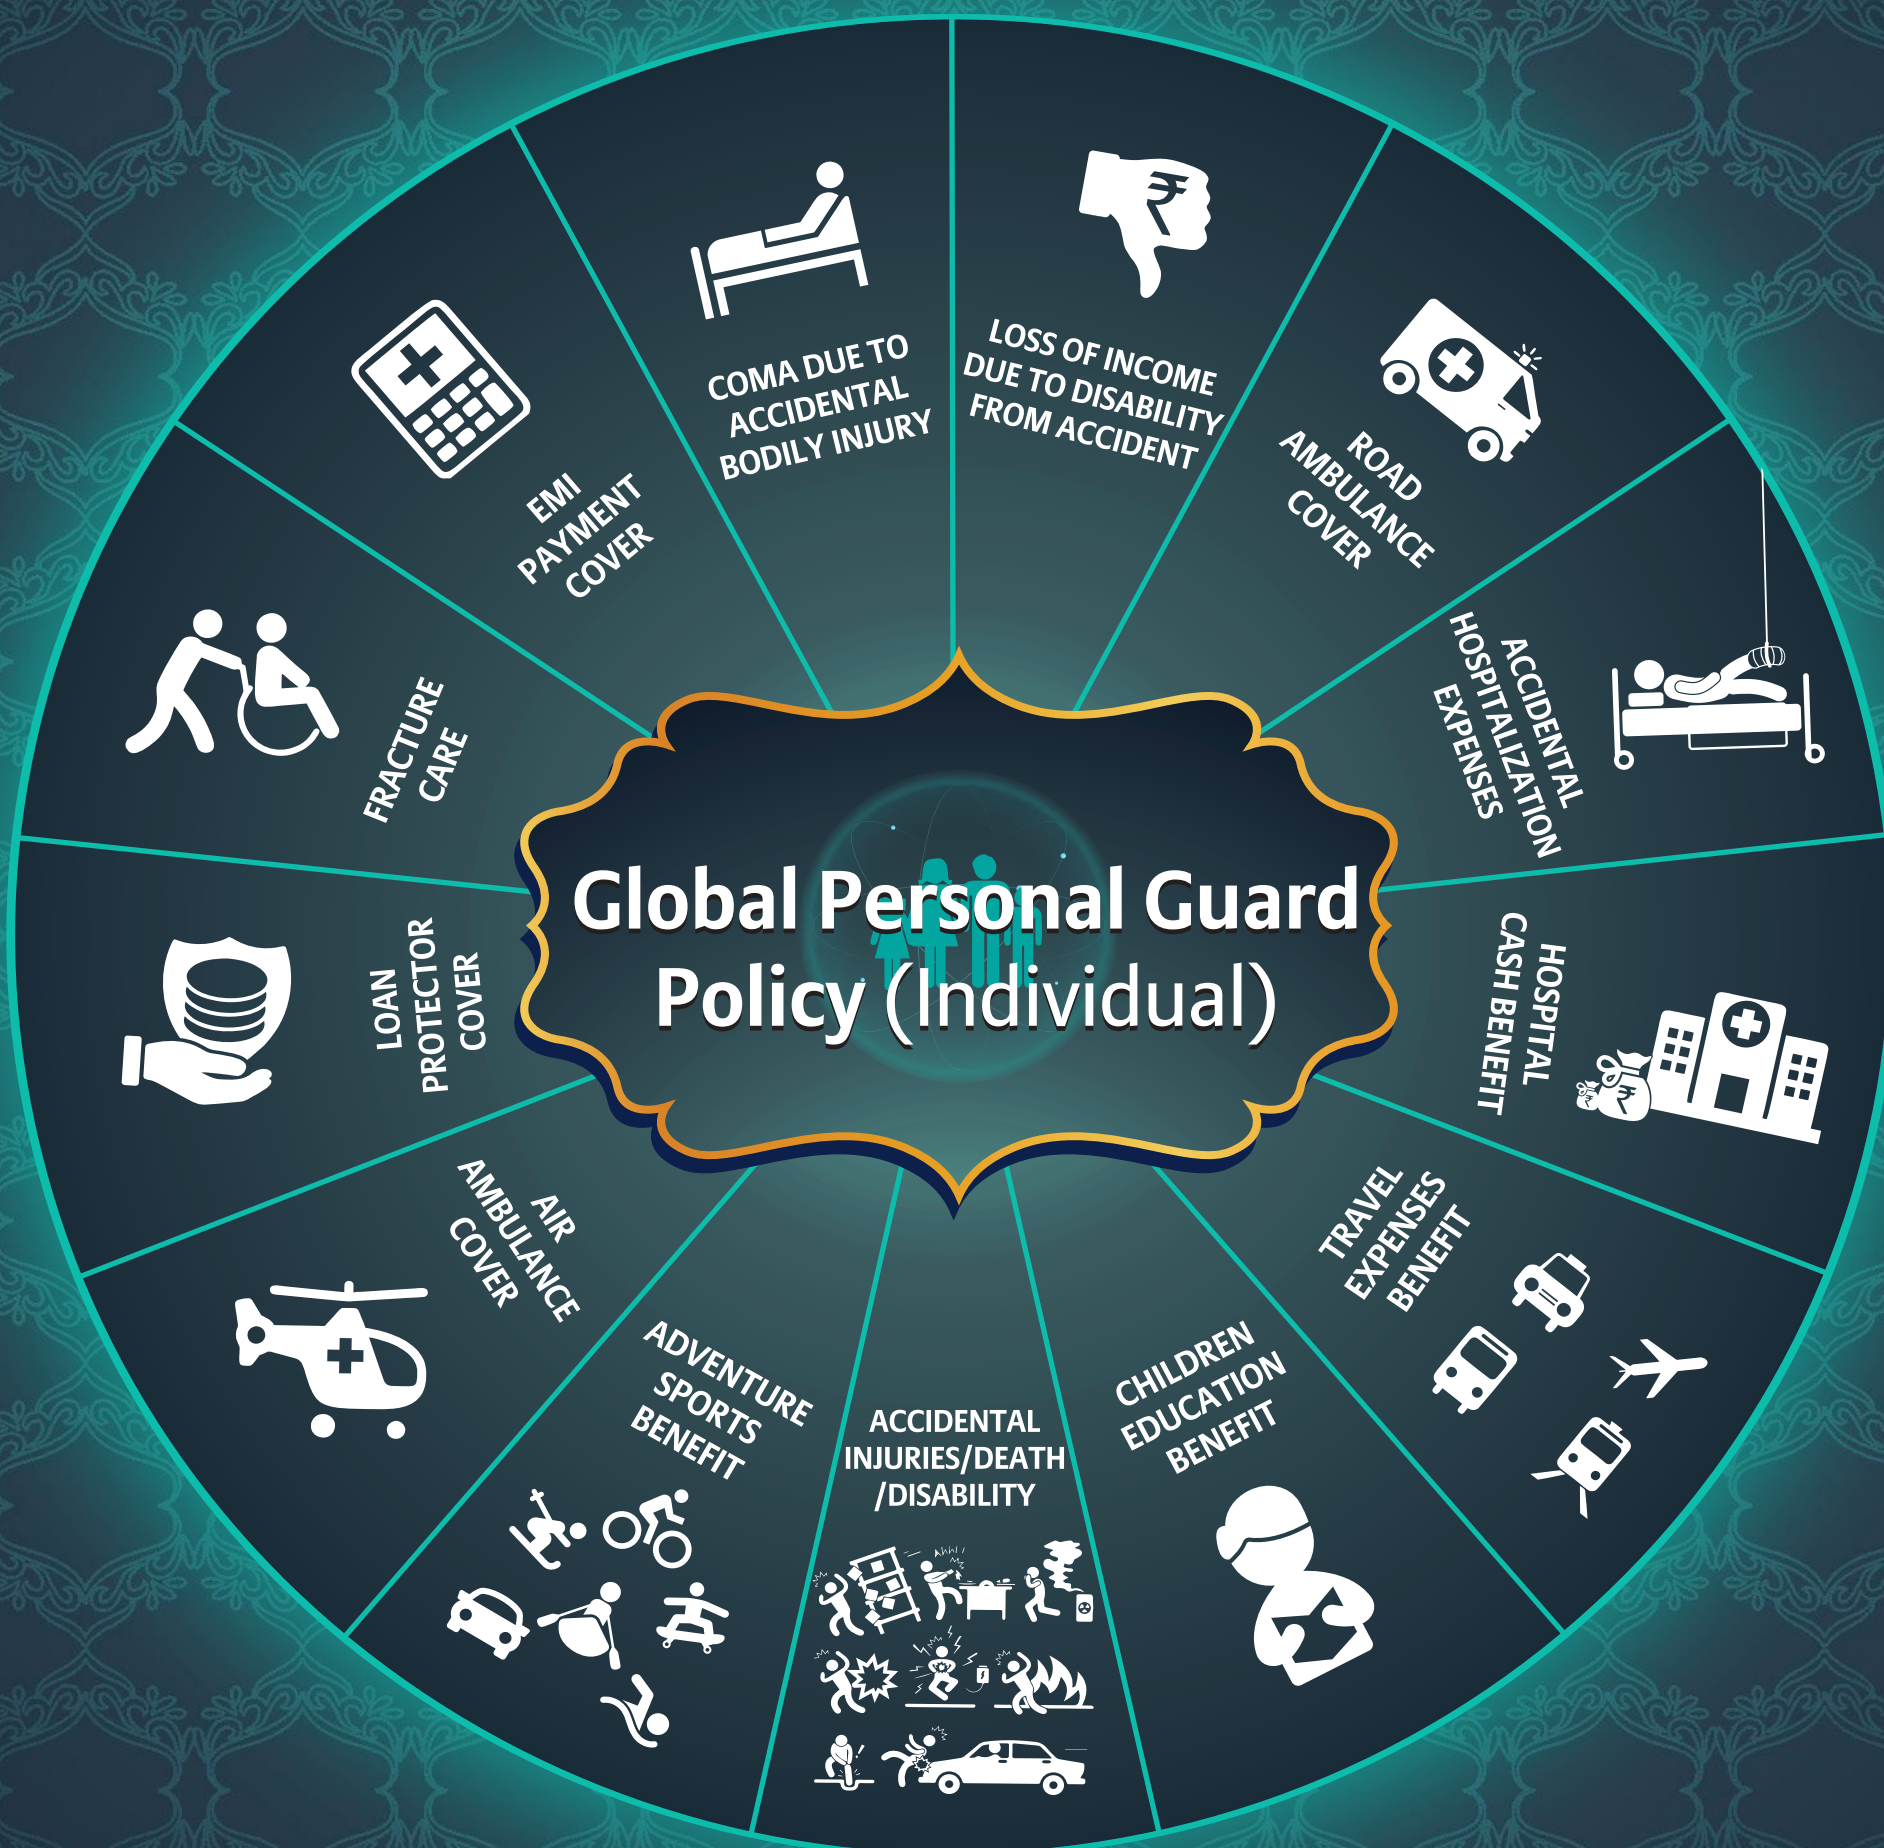 Global Personal Guard
Policy (Individual)
LOSS OF INCOME
DUE TO DISABILITY
FROM ACCIDENT
ROAD
AMBULANCE
COVER
ACCIDENTAL
HOSPITALIZATION
EXPENSES
HOSPITAL
CASH BENEFIT
TRAVEL
EXPENSES
BENEFIT
CHILDREN
EDUCATION
BENEFIT
ACCIDENTAL
INJURIES/DEATH
/DISABILITY
ADVENTURE
SPORTS
BENEFIT
AIR
AMBULANCE
COVER
LOAN
PROTECTOR
COVER
FRACTURE
CARE
EMI
PAYMENT
COVER
COMA DUE TO
ACCIDENTAL
BODILY INJURY
₹
₹
₹